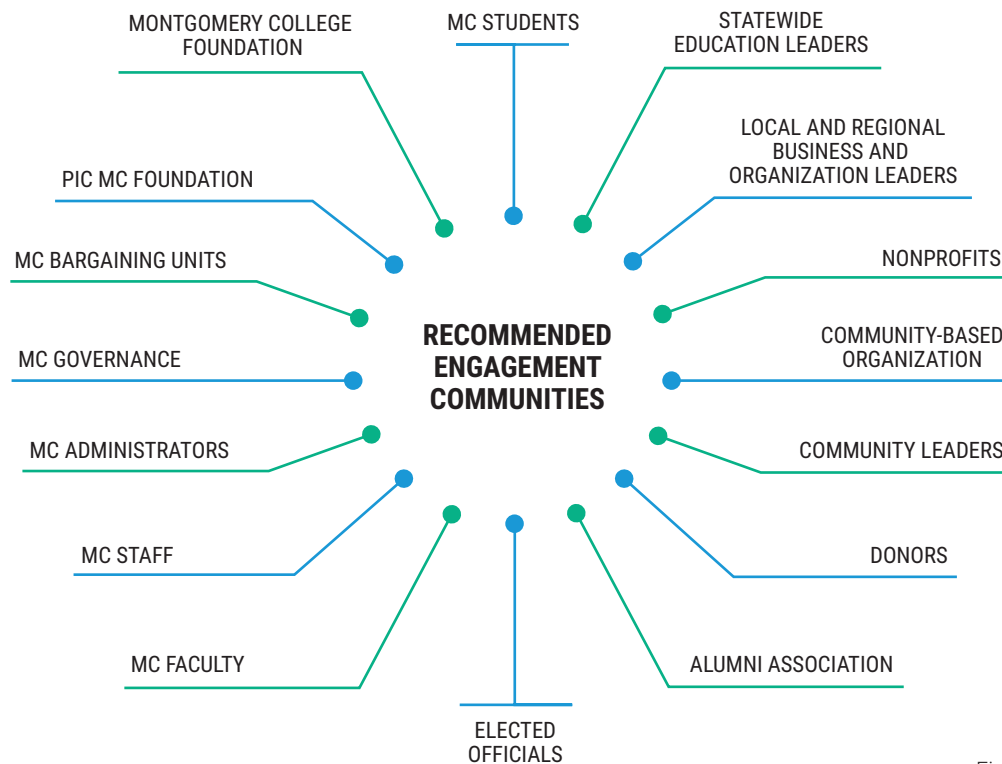 MONTGOMERY COLLEGE
FOUNDATION
MC STUDENTS
STATEWIDE
EDUCATION LEADERS
LOCAL AND REGIONAL
BUSINESS AND
ORGANIZATION LEADERS
PIC MC FOUNDATION
MC BARGAINING UNITS
NONPROFITS
RECOMMENDED
ENGAGEMENT
COMMUNITIES
MC GOVERNANCE
COMMUNITY-BASED
ORGANIZATION
MC ADMINISTRATORS
COMMUNITY LEADERS
MC STAFF
DONORS
MC FACULTY
ALUMNI ASSOCIATION
ELECTED
OFFICIALS